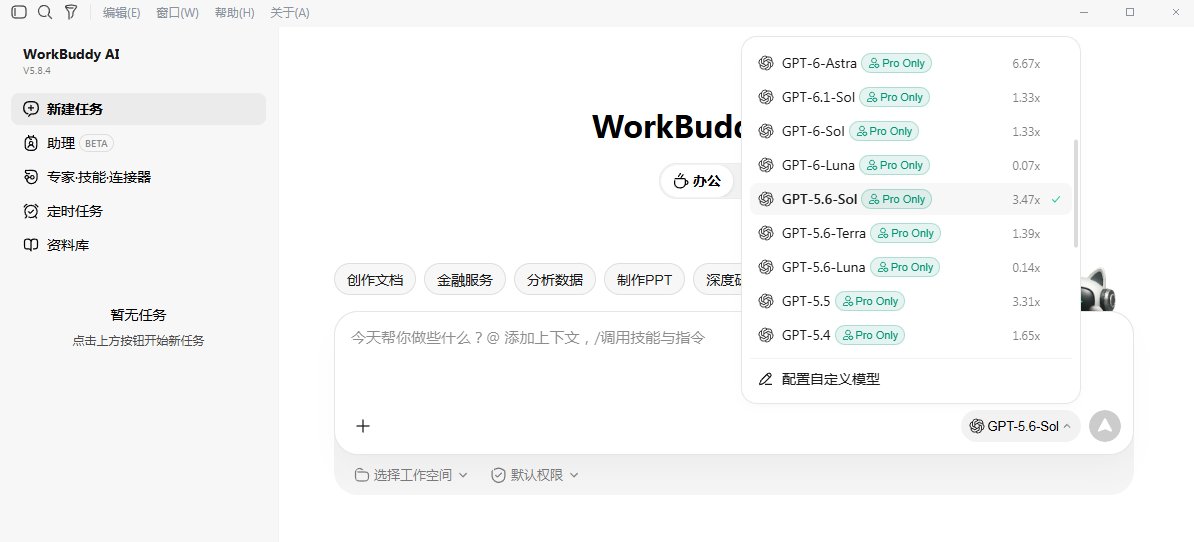 编辑(E) 窗口(W) 帮助(H) 关于(A)
WorkBuddy AI
V5.8.4
新建任务
助理 BETA
专家·技能·连接器
定时任务
资料库
暂无任务
点击上方按钮开始新任务
办公
创作文档 金融服务 分析数据 制作PPT 深度
今天帮你做些什么？@ 添加上下文，/调用技能与指令
GPT-6-Astra Pro Only 6.67x
GPT-6.1-Sol Pro Only 1.33x
GPT-6-Sol Pro Only 1.33x
GPT-6-Luna Pro Only 0.07x
GPT-5.6-Sol Pro Only 3.47x
GPT-5.6-Terra Pro Only 1.39x
GPT-5.6-Luna Pro Only 0.14x
GPT-5.5 Pro Only 3.31x
GPT-5.4 Pro Only 1.65x
配置自定义模型
GPT-5.6-Sol
选择工作空间 默认权限